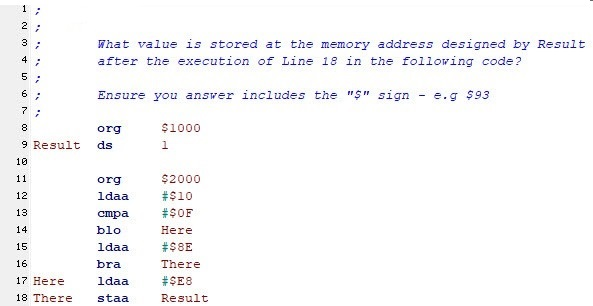 1 ;
2 ;
3 ; What value is stored at the memory address designed by Result
4 ; after the execution of Line 18 in the following code?
5 ;
6 ; Ensure you answer includes the "$" sign - e.g $93
7 ;
8 org $1000
9 Result ds 1
10
11 org $2000
12 ldaa #$10
13 cmpa #$0F
14 blo Here
15 ldaa #$8E
16 bra There
17 Here ldaa #$E8
18 There staa Result